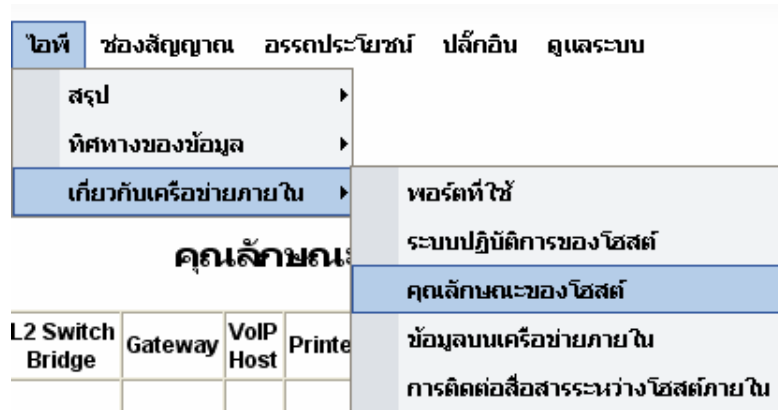 ไอพี ช่องสัญญาณ อรรถประโยชน์ ปลั๊กอิน ดูแลระบบ
สรุป
ทิศทางของข้อมูล
เกี่ยวกับเครือข่ายภายใน
พอร์ตที่ใช้
ระบบปฏิบัติการของโฮสต์
คุณลักษณะของโฮสต์
ข้อมูลบนเครือข่ายภายใน
การติดต่อสื่อสารระหว่างโฮสต์ภายใน
คุณลักษณะ
L2 Switch Bridge Gateway VoIP Host Printe